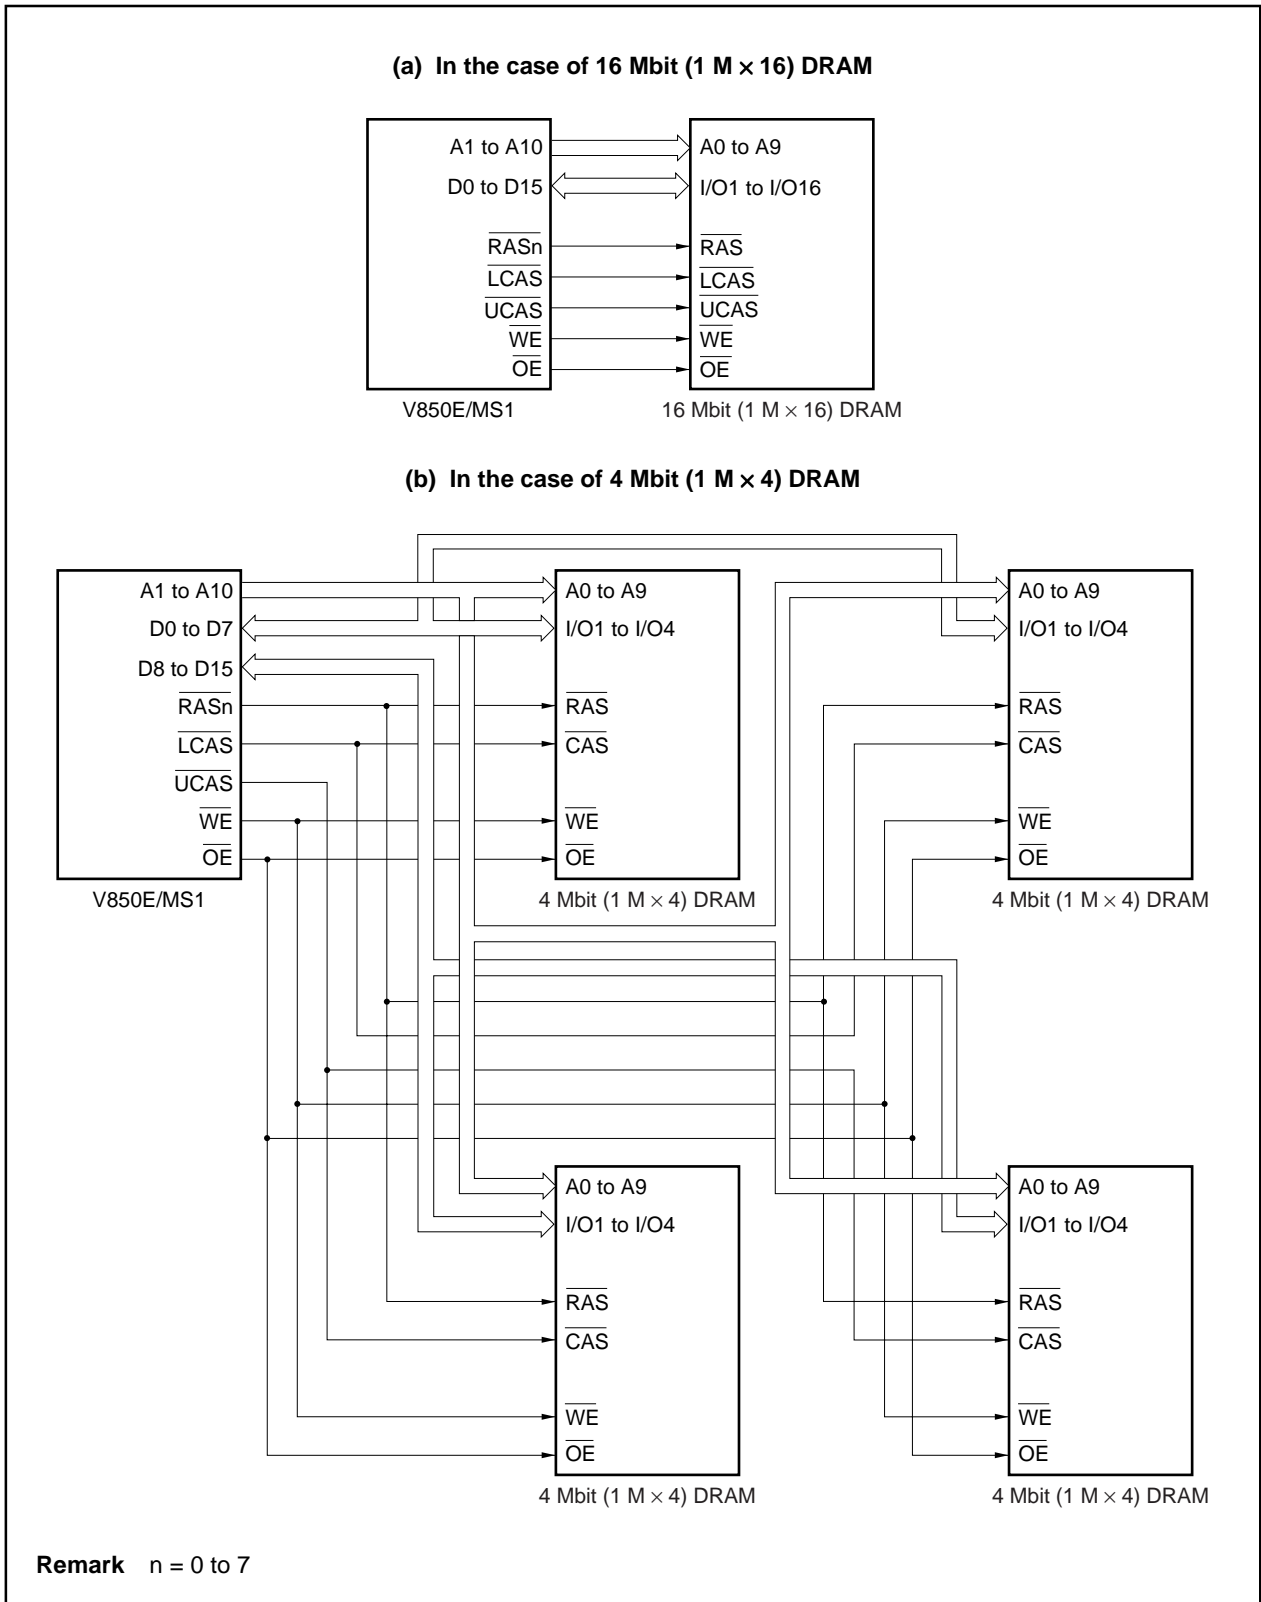 (a) In the case of 16 Mbit (1 M × 16) DRAM
A1 to A10
D0 to D15
RASn
LCAS
UCAS
WE
OE
V850E/MS1
A0 to A9
I/O1 to I/O16
RAS
LCAS
UCAS
WE
OE
16 Mbit (1 M × 16) DRAM
(b) In the case of 4 Mbit (1 M × 4) DRAM
A1 to A10
D0 to D7
D8 to D15
RASn
LCAS
UCAS
WE
OE
V850E/MS1
A0 to A9
I/O1 to I/O4
RAS
CAS
WE
OE
4 Mbit (1 M × 4) DRAM
A0 to A9
I/O1 to I/O4
RAS
CAS
WE
OE
4 Mbit (1 M × 4) DRAM
A0 to A9
I/O1 to I/O4
RAS
CAS
WE
OE
4 Mbit (1 M × 4) DRAM
A0 to A9
I/O1 to I/O4
RAS
CAS
WE
OE
4 Mbit (1 M × 4) DRAM
Remark n = 0 to 7